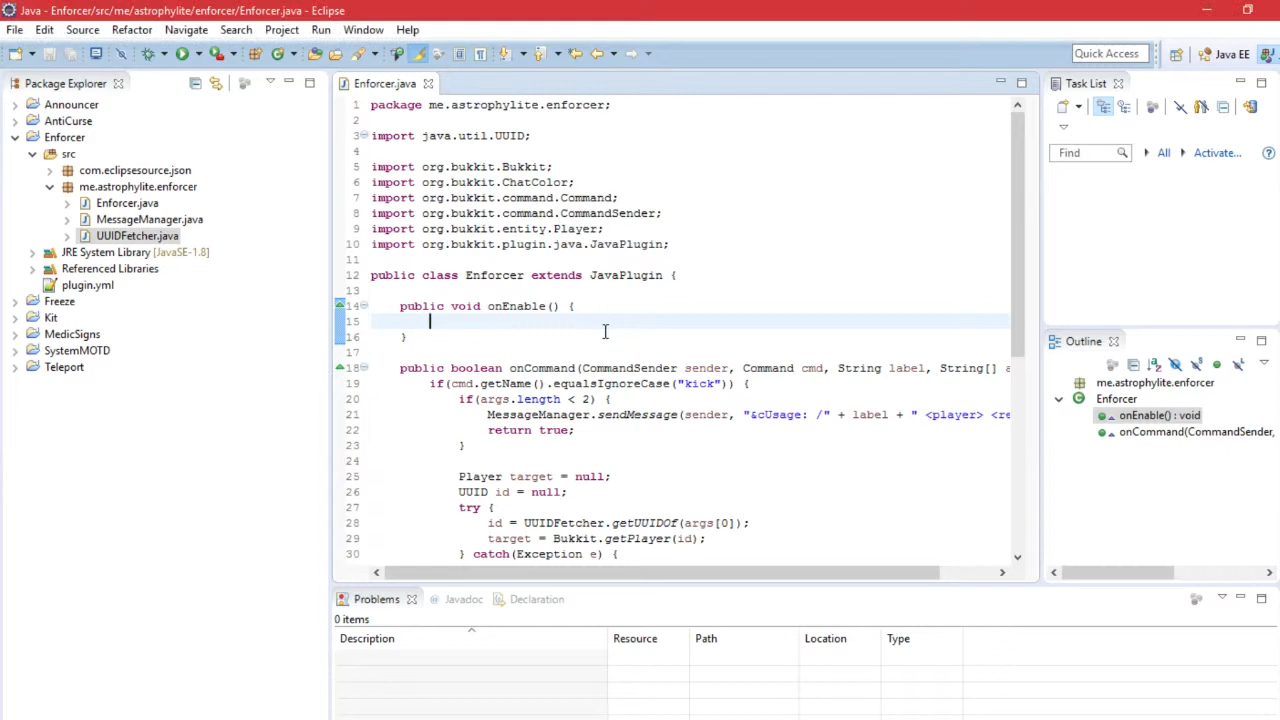 Java - Enforcer/src/me/astrophylite/enforcer/Enforcer.java - Eclipse
File Edit Source Refactor Navigate Search Project Run Window Help
Quick Access
Java EE
Package Explorer
Announcer
AntiCurse
Enforcer
src
com.eclipsesource.json
me.astrophylite.enforcer
Enforcer.java
MessageManager.java
UUIDFetcher.java
JRE System Library [JavaSE-1.8]
Referenced Libraries
plugin.yml
Freeze
Kit
MedicSigns
SystemMOTD
Teleport
Enforcer.java
1 package me.astrophylite.enforcer;
2
3 import java.util.UUID;
4
5 import org.bukkit.Bukkit;
6 import org.bukkit.ChatColor;
7 import org.bukkit.command.Command;
8 import org.bukkit.command.CommandSender;
9 import org.bukkit.entity.Player;
10 import org.bukkit.plugin.java.JavaPlugin;
11
12 public class Enforcer extends JavaPlugin {
13
14 public void onEnable() {
15
16 }
17
18 public boolean onCommand(CommandSender sender, Command cmd, String label, String[] a
19 if(cmd.getName().equalsIgnoreCase("kick")) {
20 if(args.length < 2) {
21 MessageManager.sendMessage(sender, "&cUsage: /" + label + " <player> <re
22 return true;
23 }
24
25 Player target = null;
26 UUID id = null;
27 try {
28 id = UUIDFetcher.getUUIDOf(args[0]);
29 target = Bukkit.getPlayer(id);
30 } catch(Exception e) {
Task List
Find All Activate...
Outline
me.astrophylite.enforcer
Enforcer
onEnable() : void
onCommand(CommandSender,
Problems Javadoc Declaration
0 items
Description Resource Path Location Type